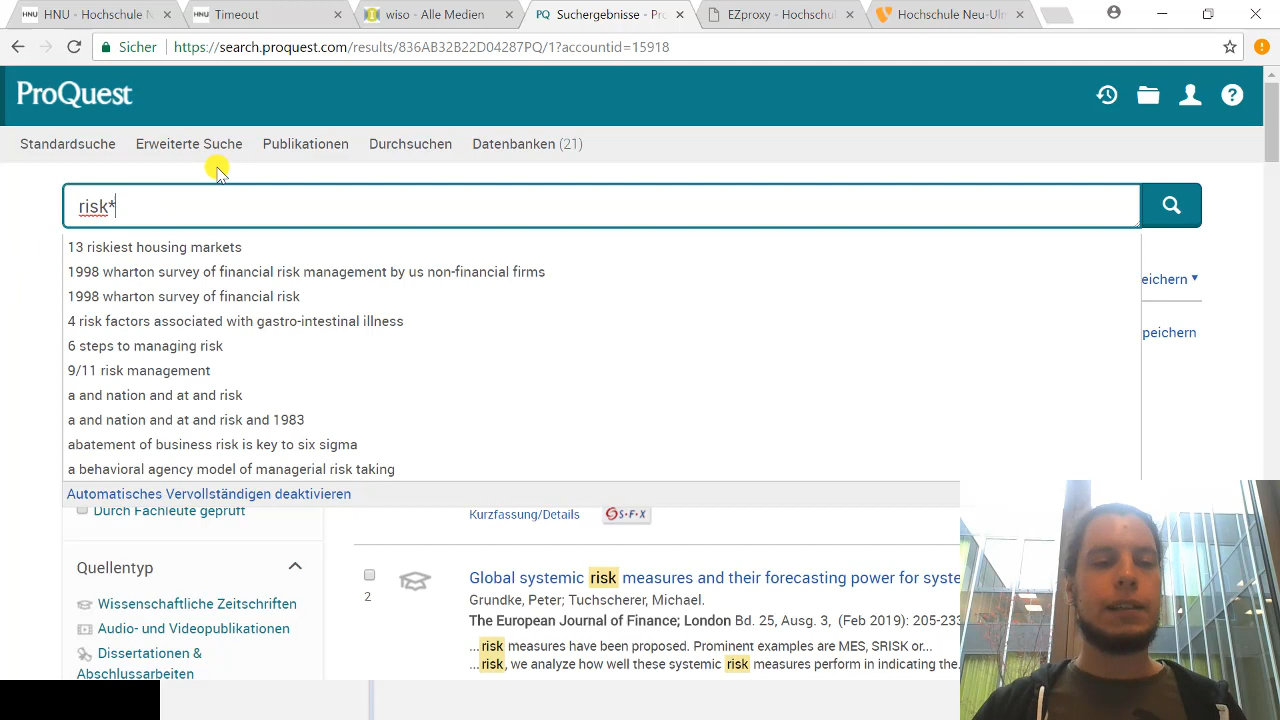 HNU - Hochschule N
Timeout
wiso - Alle Medien
PQ Suchergebnisse - Pro
EZproxy - Hochschul
Hochschule Neu-Ulm
Sicher https://search.proquest.com/results/836AB32B22D04287PQ/1?accountid=15918
ProQuest
Standardsuche Erweiterte Suche Publikationen Durchsuchen Datenbanken (21)
risk*
13 riskiest housing markets
1998 wharton survey of financial risk management by us non-financial firms
1998 wharton survey of financial risk
4 risk factors associated with gastro-intestinal illness
6 steps to managing risk
9/11 risk management
a and nation and at and risk
a and nation and at and risk and 1983
abatement of business risk is key to six sigma
a behavioral agency model of managerial risk taking
Automatisches Vervollständigen deaktivieren
eichern
peichern
Durch Fachleute geprüft
Quellentyp
Wissenschaftliche Zeitschriften
Audio- und Videopublikationen
Dissertationen &
Abschlussarbeiten
Kurzfassung/Details S·F·X
2
Global systemic risk measures and their forecasting power for syste
Grundke, Peter; Tuchscherer, Michael.
The European Journal of Finance; London Bd. 25, Ausg. 3, (Feb 2019): 205-233
...risk measures have been proposed. Prominent examples are MES, SRISK or...
...risk, we analyze how well these systemic risk measures perform in indicating the...